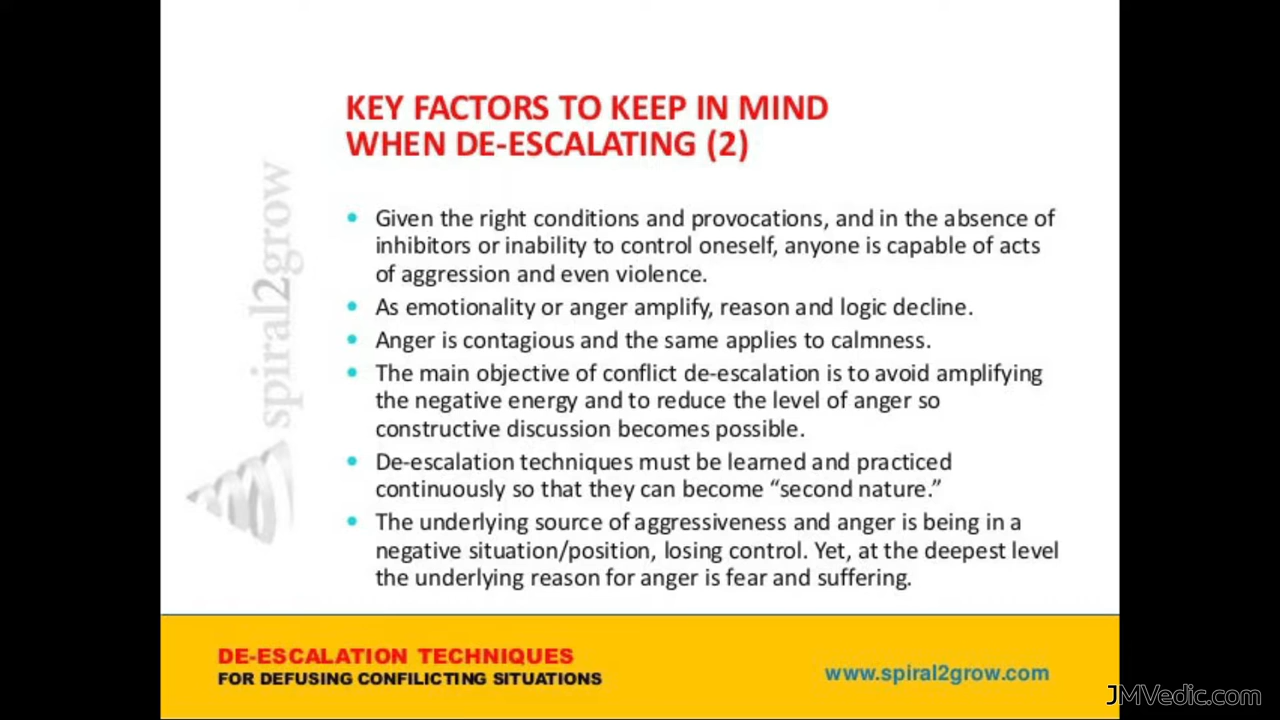 KEY FACTORS TO KEEP IN MIND
WHEN DE-ESCALATING (2)
spiral2grow
• Given the right conditions and provocations, and in the absence of
inhibitors or inability to control oneself, anyone is capable of acts
of aggression and even violence.
• As emotionality or anger amplify, reason and logic decline.
• Anger is contagious and the same applies to calmness.
• The main objective of conflict de-escalation is to avoid amplifying
the negative energy and to reduce the level of anger so
constructive discussion becomes possible.
• De-escalation techniques must be learned and practiced
continuously so that they can become “second nature.”
• The underlying source of aggressiveness and anger is being in a
negative situation/position, losing control. Yet, at the deepest level
the underlying reason for anger is fear and suffering.
DE-ESCALATION TECHNIQUES
FOR DEFUSING CONFILICTING SITUATIONS
www.spiral2grow.com
JMVedic.com